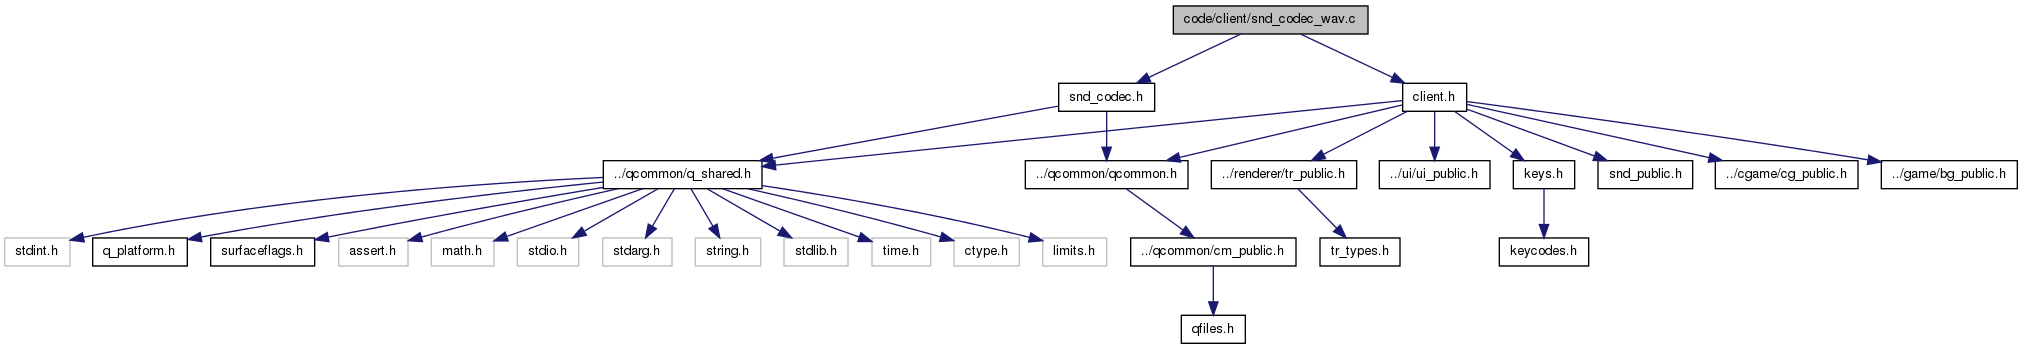 code/client/snd_codec_wav.c
snd_codec.h
client.h
../qcommon/q_shared.h
../qcommon/qcommon.h
../renderer/tr_public.h
../ui/ui_public.h
keys.h
snd_public.h
../cgame/cg_public.h
../game/bg_public.h
stdint.h
q_platform.h
surfaceflags.h
assert.h
math.h
stdio.h
stdarg.h
string.h
stdlib.h
time.h
ctype.h
limits.h
../qcommon/cm_public.h
tr_types.h
keycodes.h
qfiles.h